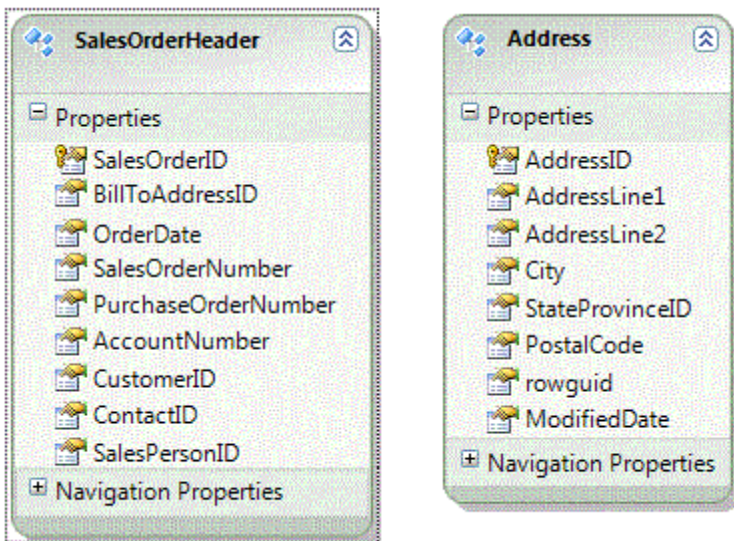 SalesOrderHeader
Properties
SalesOrderID
BillToAddressID
OrderDate
SalesOrderNumber
PurchaseOrderNumber
AccountNumber
CustomerID
ContactID
SalesPersonID
Navigation Properties
Address
Properties
AddressID
AddressLine1
AddressLine2
City
StateProvinceID
PostalCode
rowguid
ModifiedDate
Navigation Properties